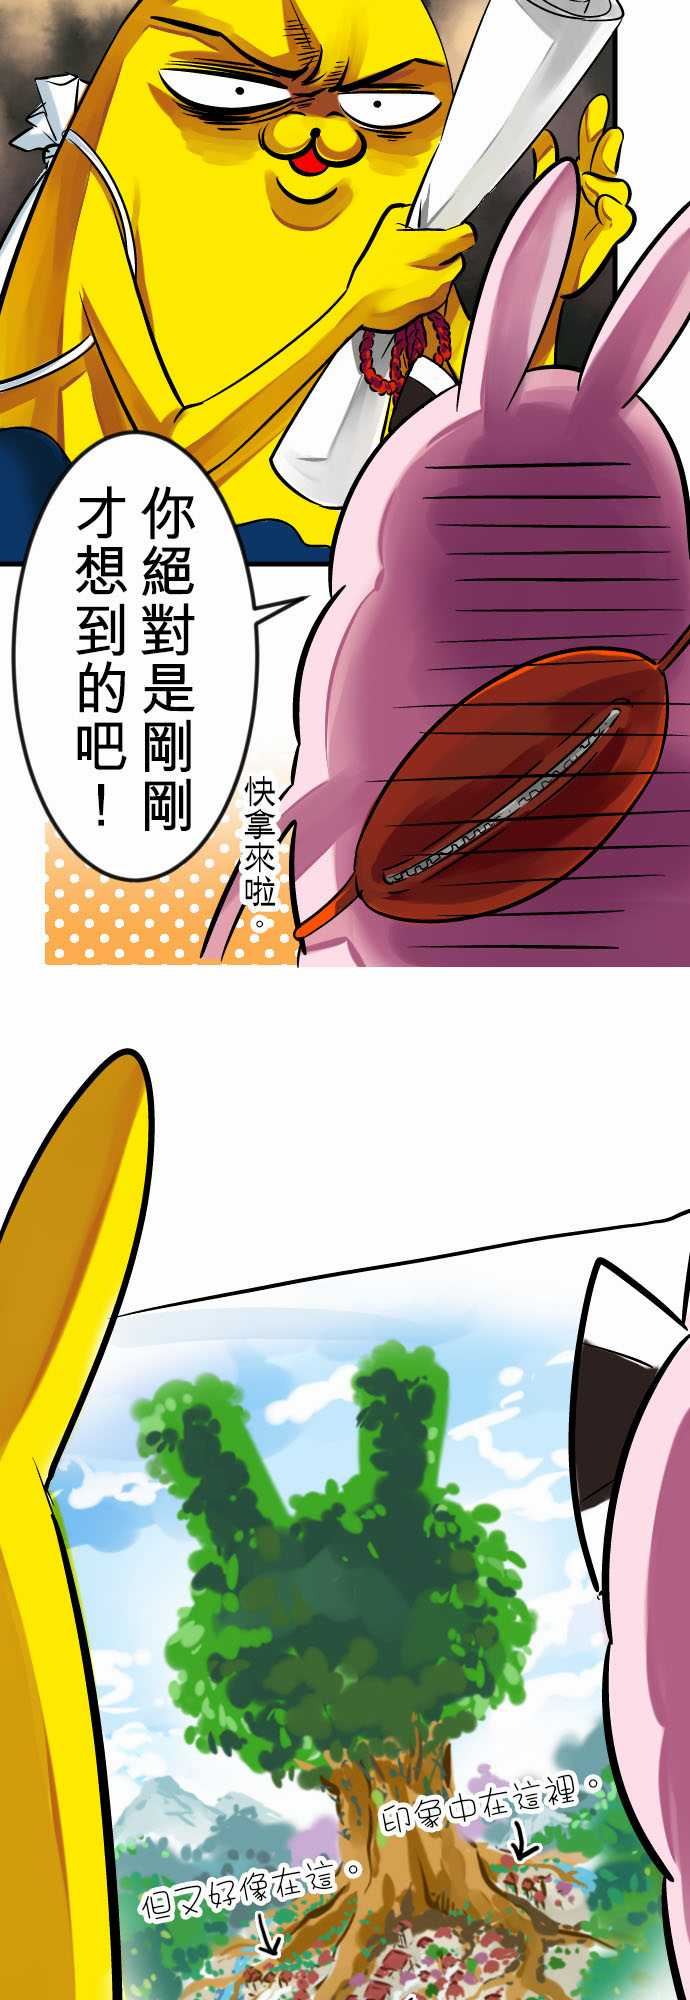 你絕對是剛剛
才想到的吧！
快拿來啦。
印象中在這裡。
但又好像在這。